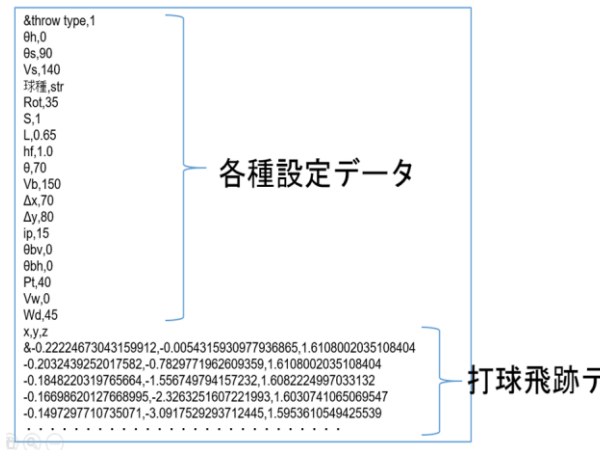 &throw type,1
θh,0
θs,90
Vs,140
球種,str
Rot,35
S,1
L,0.65
hf,1.0
θ,70
Vb,150
Δx,70
Δy,80
ip,15
θbv,0
θbh,0
Pt,40
Vw,0
Wd,45
各種設定データ
x,y,z
&-0.22224673043159912,-0.0054315930977936865,1.6108002035108404
-0.2032439252017582,-0.7829771962609359,1.6108002035108404
-0.1848220319765664,-1.556749794157232,1.6082224997033132
-0.16698620127668995,-2.3263251607221993,1.6030741065069547
-0.1497297710735071,-3.0917529293712445,1.5953610549425539
・・・・・・・・・・・・・・・・・・・・・・・・・・・
打球飛跡デ